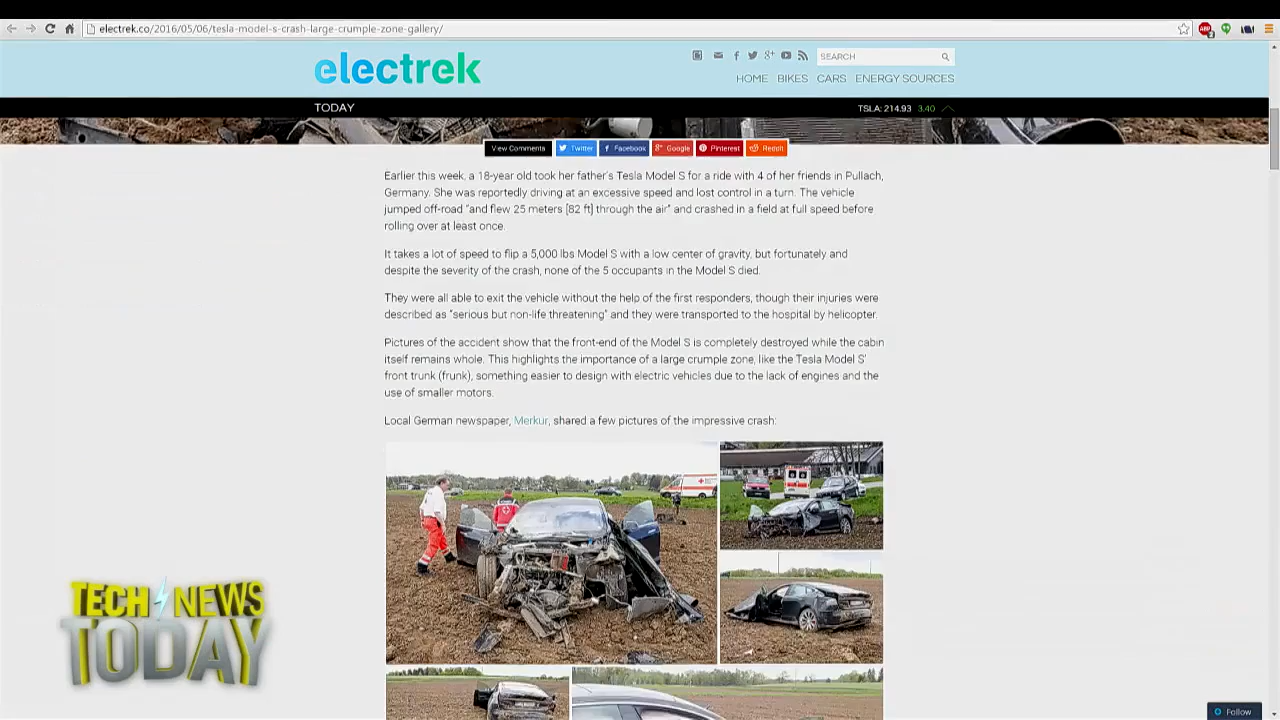 electrek.co/2016/05/06/tesla-model-s-crash-large-crumple-zone-gallery/
ABP
electrek
SEARCH
HOME BIKES CARS ENERGY SOURCES
TODAY
TSLA: 214.93 3.40
View Comments Twitter Facebook Google Pinterest Reddit
Earlier this week, a 18-year old took her father's Tesla Model S for a ride with 4 of her friends in Pullach,
Germany. She was reportedly driving at an excessive speed and lost control in a turn. The vehicle
jumped off-road "and flew 25 meters [82 ft] through the air" and crashed in a field at full speed before
rolling over at least once.
It takes a lot of speed to flip a 5,000 lbs Model S with a low center of gravity, but fortunately and
despite the severity of the crash, none of the 5 occupants in the Model S died.
They were all able to exit the vehicle without the help of the first responders, though their injuries were
described as "serious but non-life threatening" and they were transported to the hospital by helicopter.
Pictures of the accident show that the front-end of the Model S is completely destroyed while the cabin
itself remains whole. This highlights the importance of a large crumple zone, like the Tesla Model S'
front trunk (frunk), something easier to design with electric vehicles due to the lack of engines and the
use of smaller motors.
Local German newspaper, Merkur, shared a few pictures of the impressive crash:
TECH NEWS
TODAY
Follow